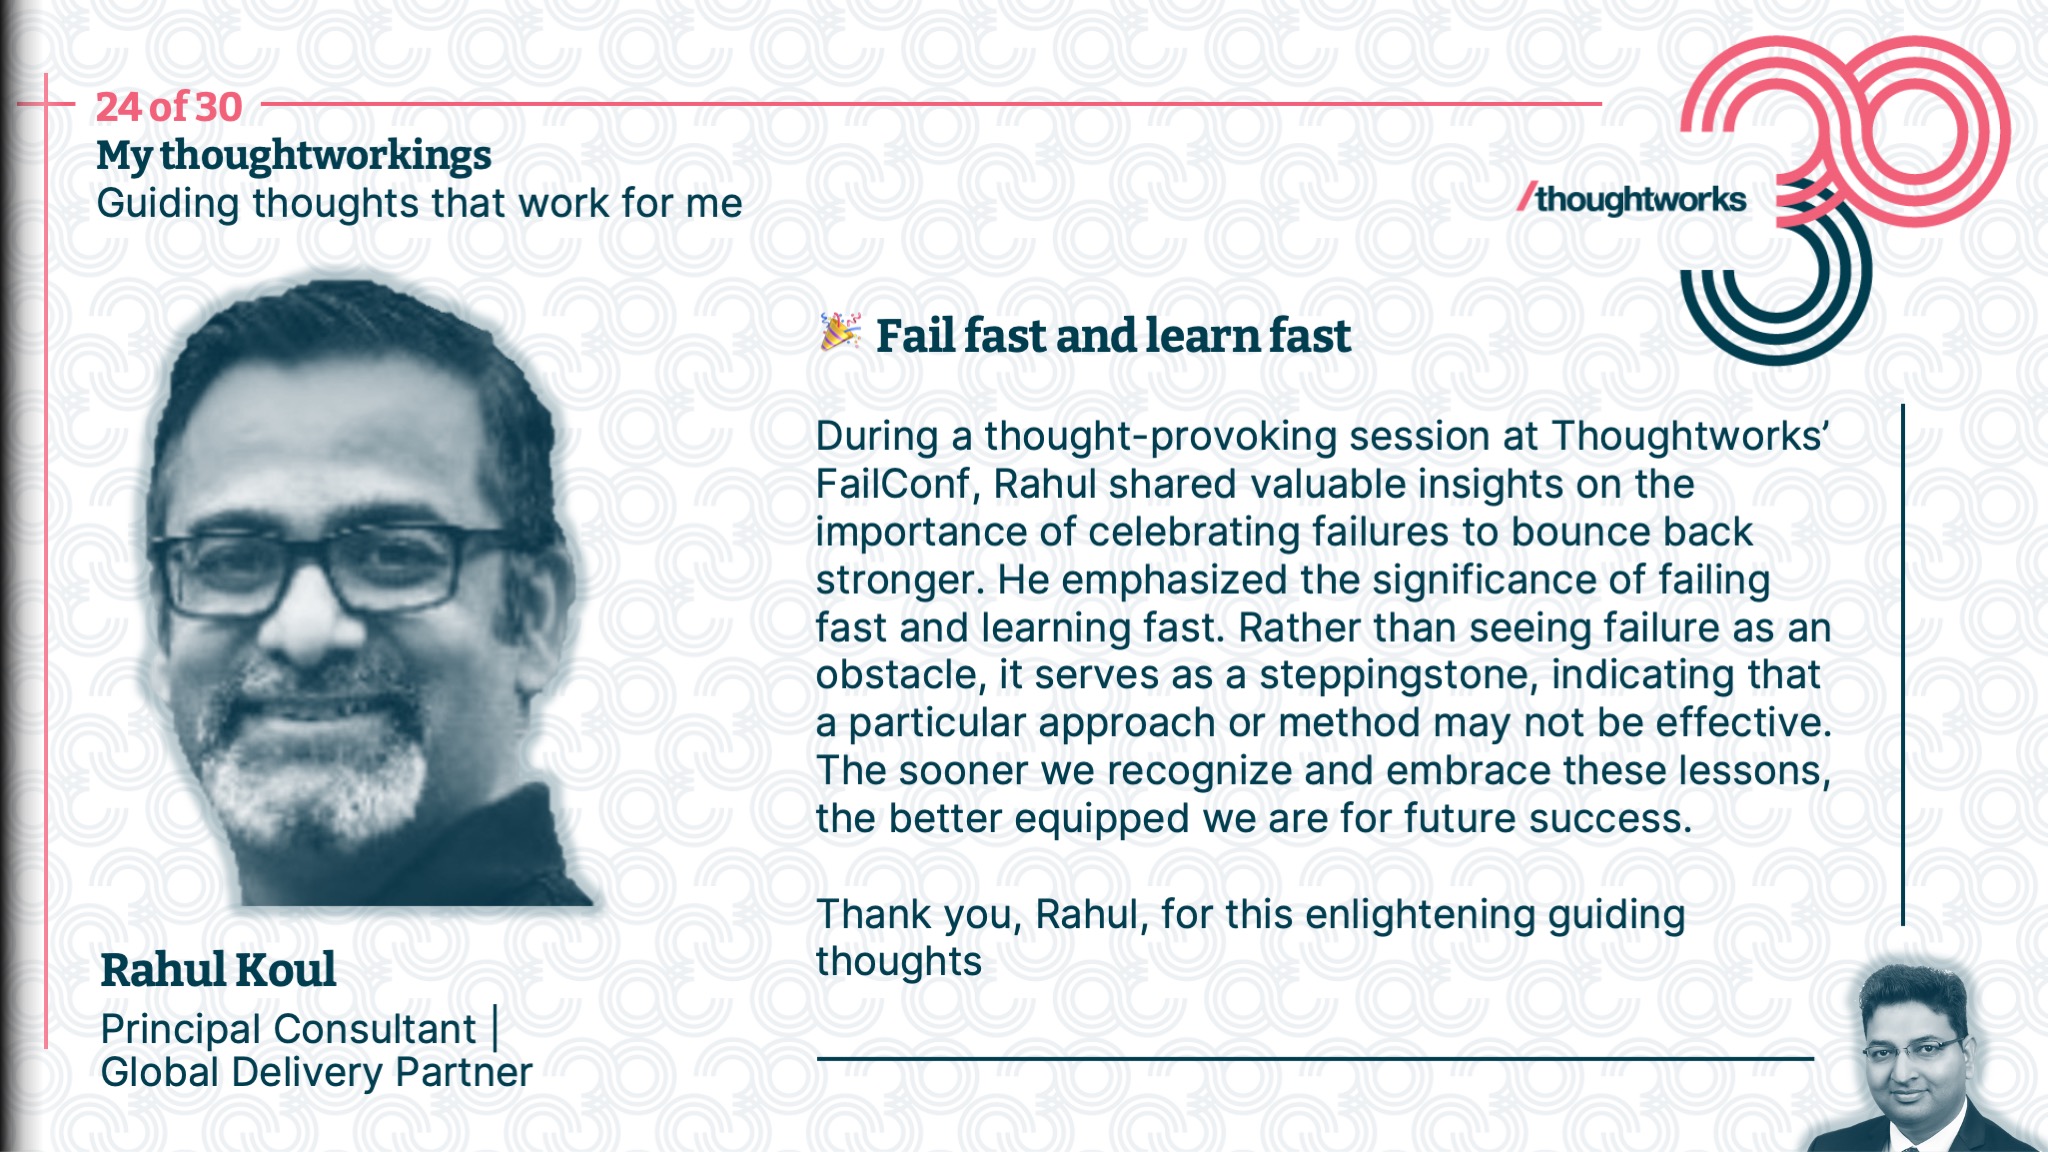 24 of 30
My thoughtworkings
Guiding thoughts that work for me
/thoughtworks
30
🎉 Fail fast and learn fast
During a thought-provoking session at Thoughtworks’
FailConf, Rahul shared valuable insights on the
importance of celebrating failures to bounce back
stronger. He emphasized the significance of failing
fast and learning fast. Rather than seeing failure as an
obstacle, it serves as a steppingstone, indicating that
a particular approach or method may not be effective.
The sooner we recognize and embrace these lessons,
the better equipped we are for future success.
Thank you, Rahul, for this enlightening guiding
thoughts
Rahul Koul
Principal Consultant |
Global Delivery Partner